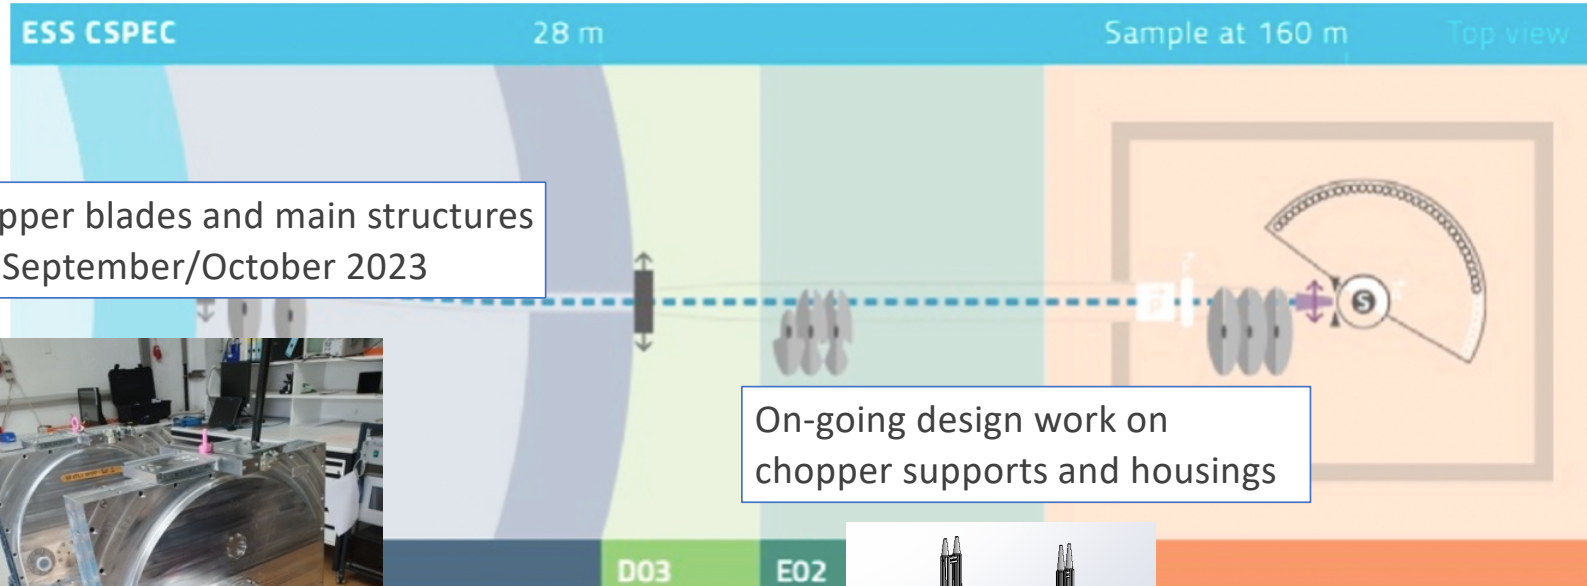 ESS CSPEC 28 m Sample at 160 m Top view
pper blades and main structures
September/October 2023
S
On-going design work on
chopper supports and housings
D03 E02